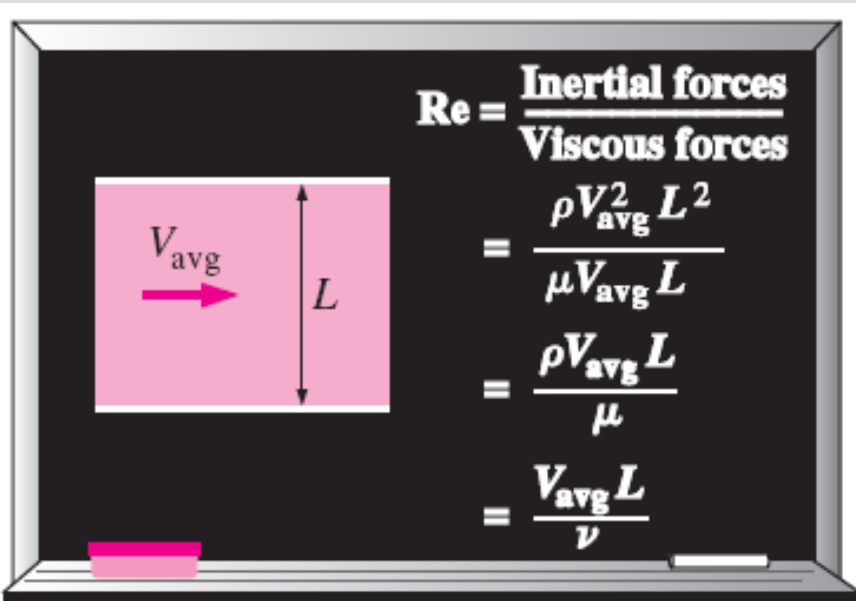 Re = Inertial forces / Viscous forces
= ρV²avg L² / μVavg L
= ρVavg L / μ
= Vavg L / ν
Vavg
L